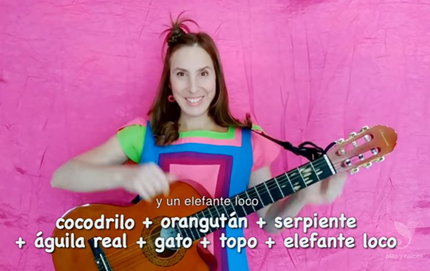 y un elefante loco
cocodrilo + orangután + serpiente
+ águila real + gato + topo + elefante loco